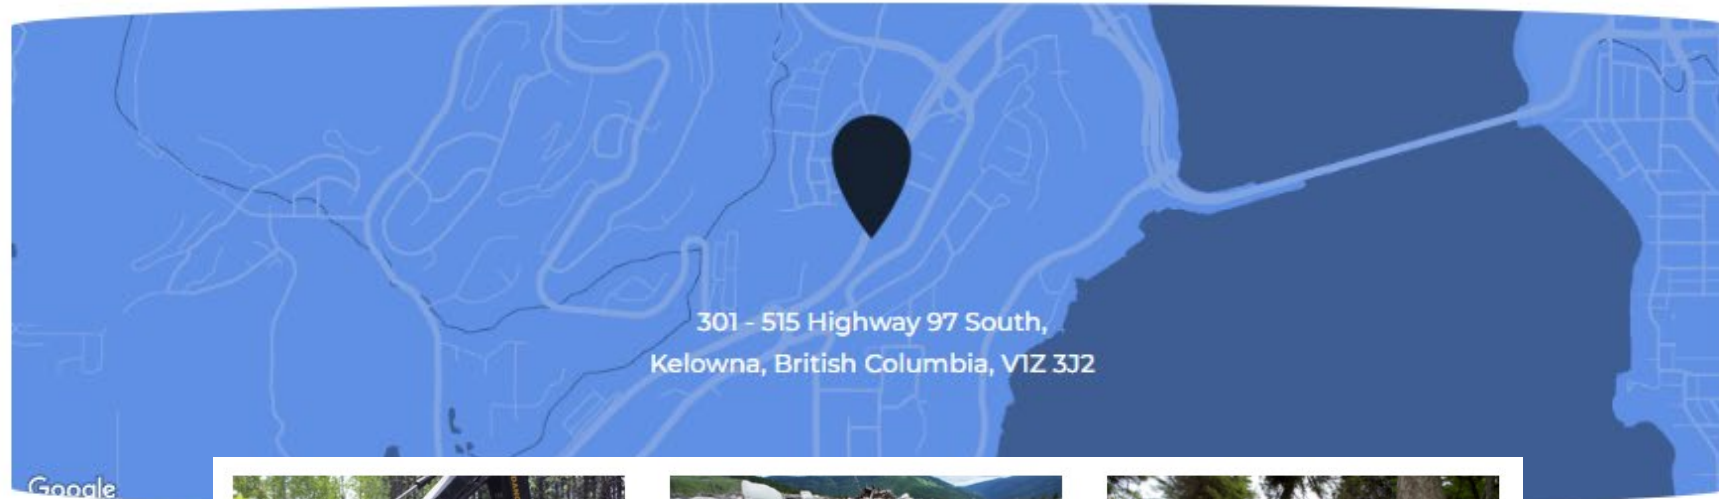 301 - 515 Highway 97 South,
Kelowna, British Columbia, V1Z 3J2
Google